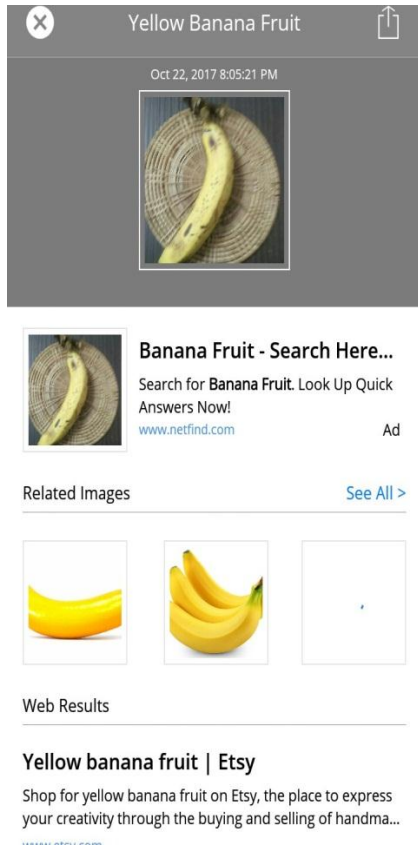 Yellow Banana Fruit
Oct 22, 2017 8:05:21 PM
Banana Fruit - Search Here...
Search for Banana Fruit. Look Up Quick
Answers Now!
www.netfind.com Ad
Related Images See All >
Web Results
Yellow banana fruit | Etsy
Shop for yellow banana fruit on Etsy, the place to express
your creativity through the buying and selling of handma...
www.etsy.com